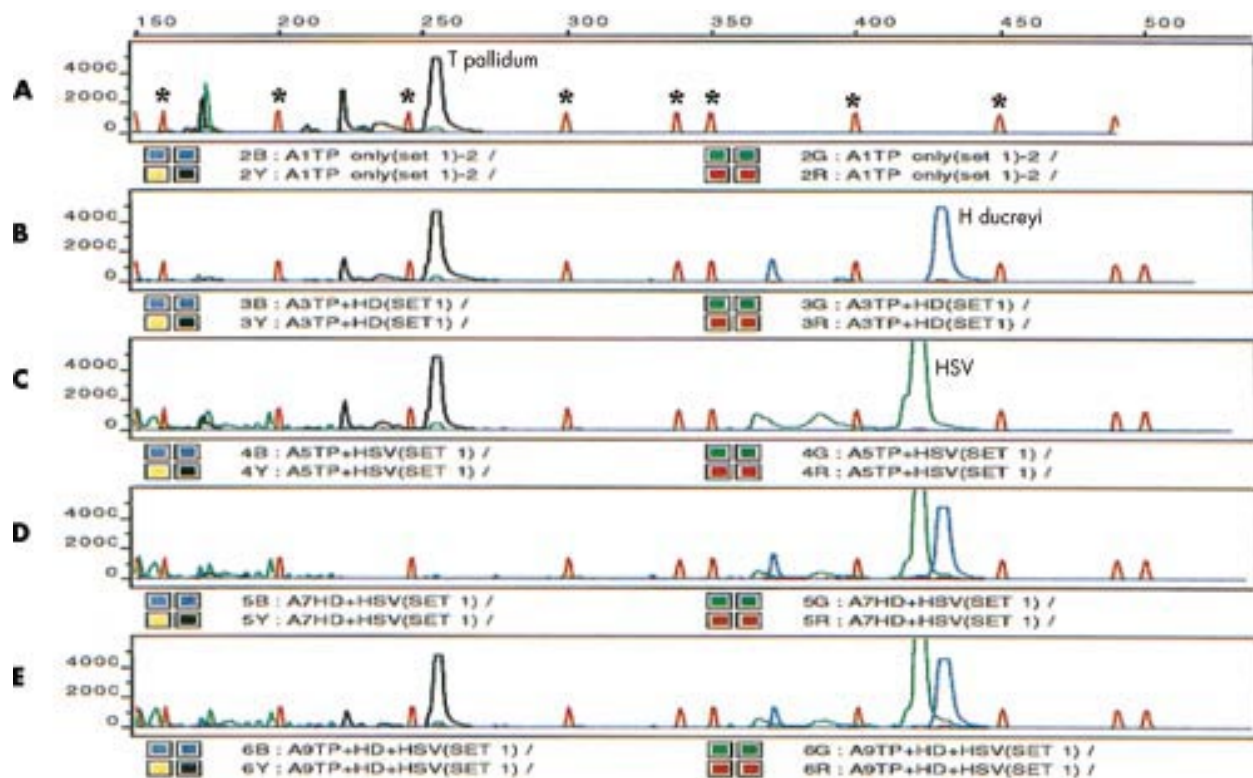 150 200 250 300 350 400 450 500
A
4000
2000
0
T pallidum
* * * * * * * *
2B : A1TP only(set 1)-2 /
2G : A1TP only(set 1)-2 /
2Y : A1TP only(set 1)-2 /
2R : A1TP only(set 1)-2 /
B
4000
2000
0
H ducreyi
3B : A3TP+HD(SET1) /
3G : A3TP+HD(SET1) /
3Y : A3TP+HD(SET1) /
3R : A3TP+HD(SET1) /
C
4000
2000
0
HSV
4B : A5TP+HSV(SET 1) /
4G : A5TP+HSV(SET 1) /
4Y : A5TP+HSV(SET 1) /
4R : A5TP+HSV(SET 1) /
D
4000
2000
0
5B : A7HD+HSV(SET 1) /
5G : A7HD+HSV(SET 1) /
5Y : A7HD+HSV(SET 1) /
5R : A7HD+HSV(SET 1) /
E
4000
2000
0
6B : A9TP+HD+HSV(SET 1) /
6G : A9TP+HD+HSV(SET 1) /
6Y : A9TP+HD+HSV(SET 1) /
6R : A9TP+HD+HSV(SET 1) /